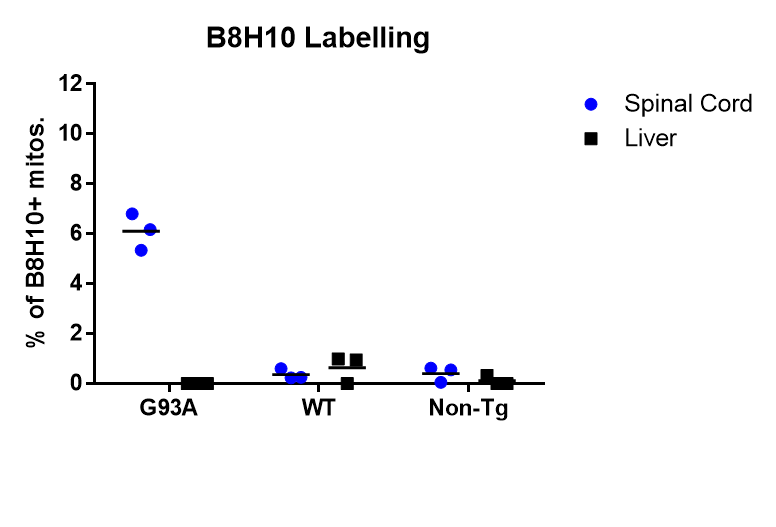 B8H10 Labelling
% of B8H10+ mitos.
12
10
8
6
4
2
0
G93A WT Non-Tg
Spinal Cord
Liver